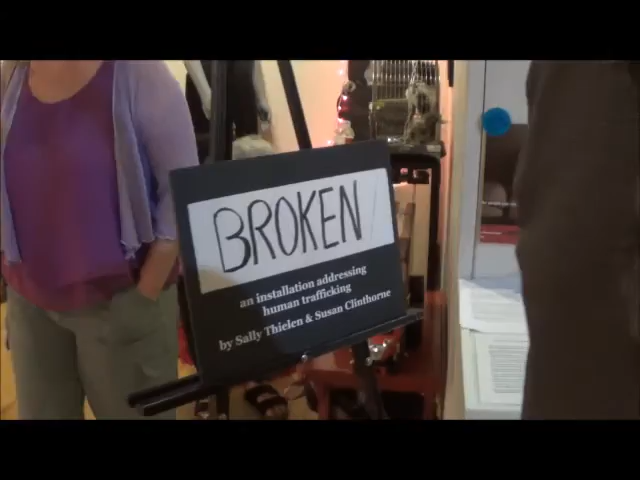 BROKEN
an installation addressing
human trafficking
by Sally Thielen & Susan Clinthorne